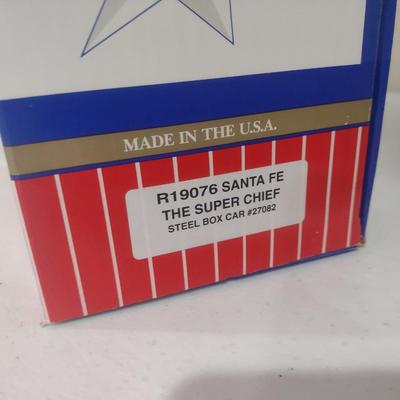 MADE IN THE U.S.A.
R19076 SANTA FE
THE SUPER CHIEF
STEEL BOX CAR #27082